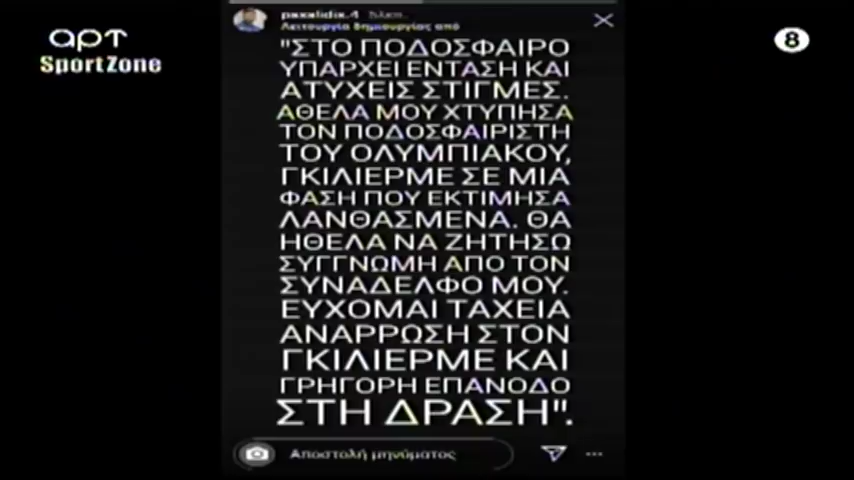 αρτ
SportZone
8
paxalidis.4 5 λεπ.
Λειτουργία δημιουργίας από
"ΣΤΟ ΠΟΔΟΣΦΑΙΡΟ
ΥΠΑΡΧΕΙ ΕΝΤΑΣΗ ΚΑΙ
ΑΤΥΧΕΙΣ ΣΤΙΓΜΕΣ.
ΑΘΕΛΑ ΜΟΥ ΧΤΥΠΗΣΑ
ΤΟΝ ΠΟΔΟΣΦΑΙΡΙΣΤΗ
ΤΟΥ ΟΛΥΜΠΙΑΚΟΥ,
ΓΚΙΛΙΕΡΜΕ ΣΕ ΜΙΑ
ΦΑΣΗ ΠΟΥ ΕΚΤΙΜΗΣΑ
ΛΑΝΘΑΣΜΕΝΑ. ΘΑ
ΗΘΕΛΑ ΝΑ ΖΗΤΗΣΩ
ΣΥΓΓΝΩΜΗ ΑΠΟ ΤΟΝ
ΣΥΝΑΔΕΛΦΟ ΜΟΥ.
ΕΥΧΟΜΑΙ ΤΑΧΕΙΑ
ΑΝΑΡΡΩΣΗ ΣΤΟΝ
ΓΚΙΛΙΕΡΜΕ ΚΑΙ
ΓΡΗΓΟΡΗ ΕΠΑΝΟΔΟ
ΣΤΗ ΔΡΑΣΗ".
Αποστολή μηνύματος